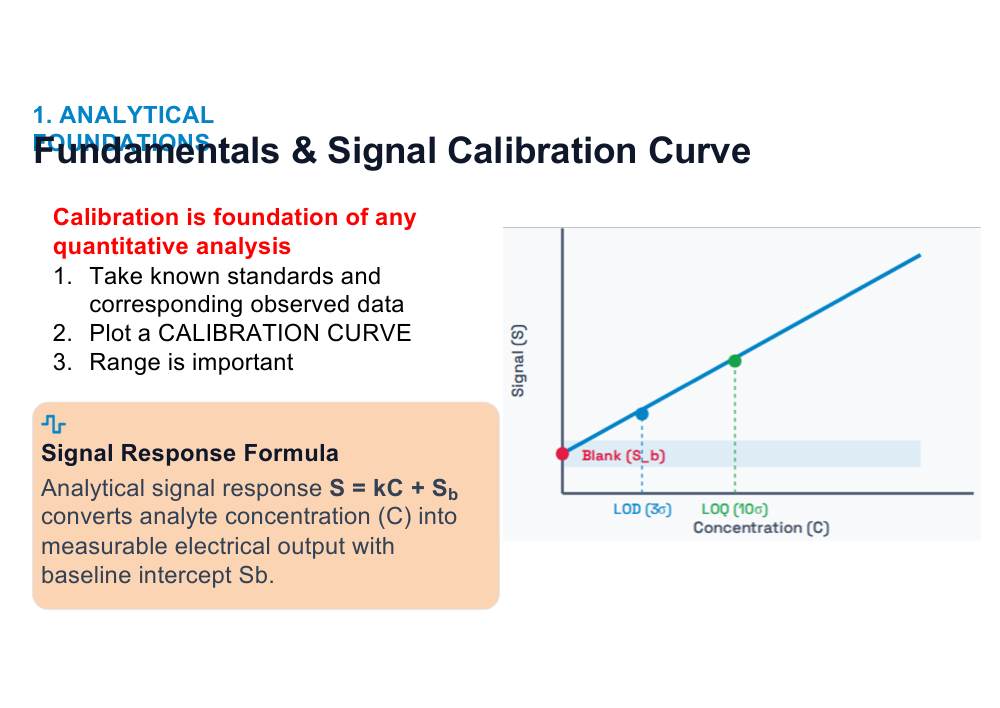 1. ANALYTICAL
FOUNDATIONS
Fundamentals & Signal Calibration Curve
Calibration is foundation of any
quantitative analysis
1. Take known standards and
corresponding observed data
2. Plot a CALIBRATION CURVE
3. Range is important
Signal Response Formula
Analytical signal response S = kC + Sb
converts analyte concentration (C) into
measurable electrical output with
baseline intercept Sb.
Signal (S)
Blank (S_b)
LOD (3σ) LOQ (10σ)
Concentration (C)